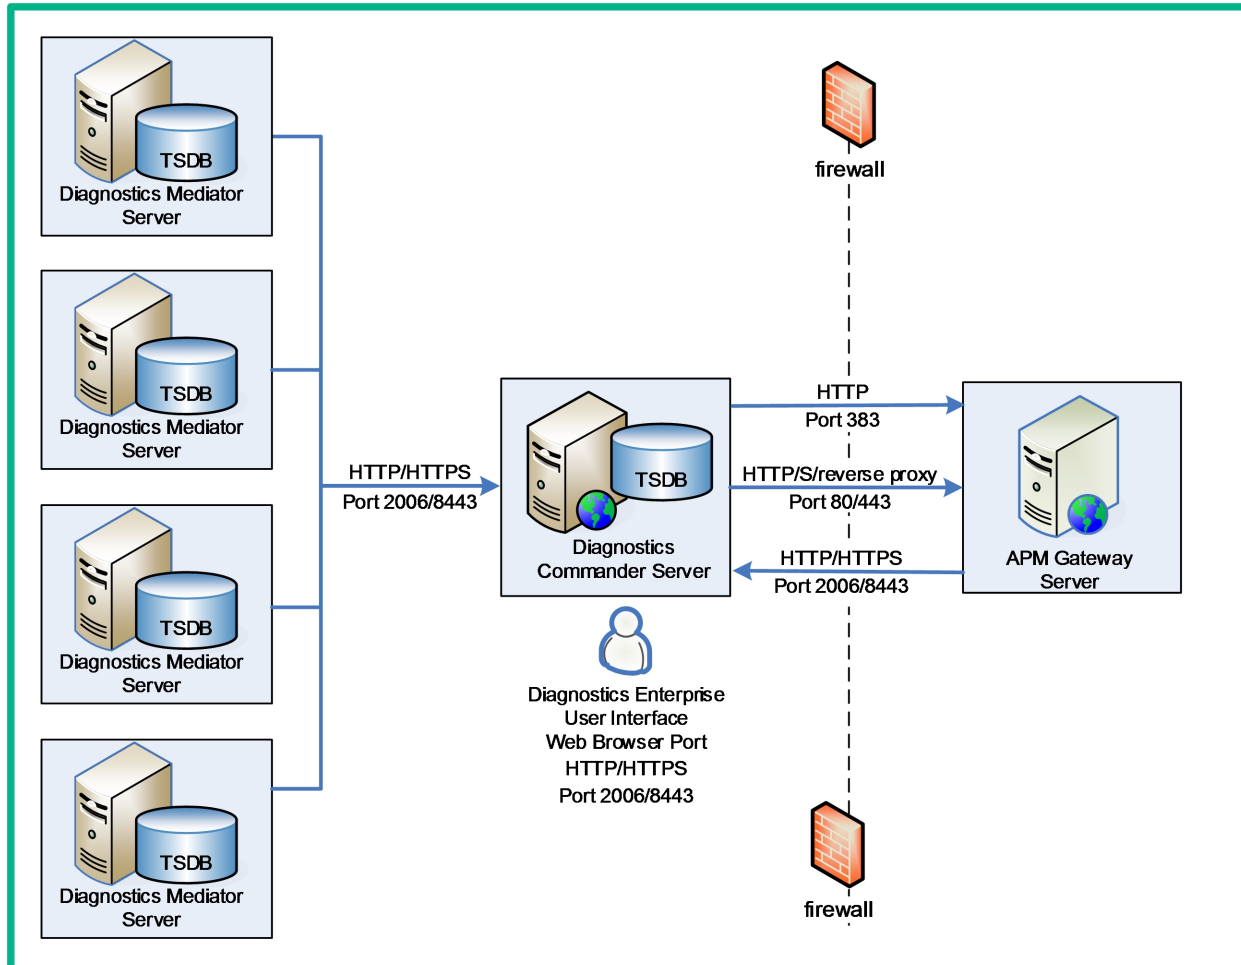 TSDB
Diagnostics Mediator
Server
TSDB
Diagnostics Mediator
Server
TSDB
Diagnostics Mediator
Server
TSDB
Diagnostics Mediator
Server
HTTP/HTTPS
Port 2006/8443
TSDB
Diagnostics
Commander Server
Diagnostics Enterprise
User Interface
Web Browser Port
HTTP/HTTPS
Port 2006/8443
firewall
HTTP
Port 383
HTTP/S/reverse proxy
Port 80/443
HTTP/HTTPS
Port 2006/8443
firewall
APM Gateway
Server